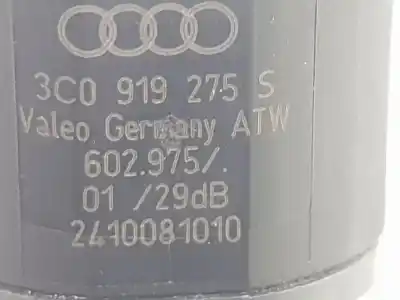 3C0 919 275 S
Valeo Germany ATW
602.975/.
01 /29dB
2410081010